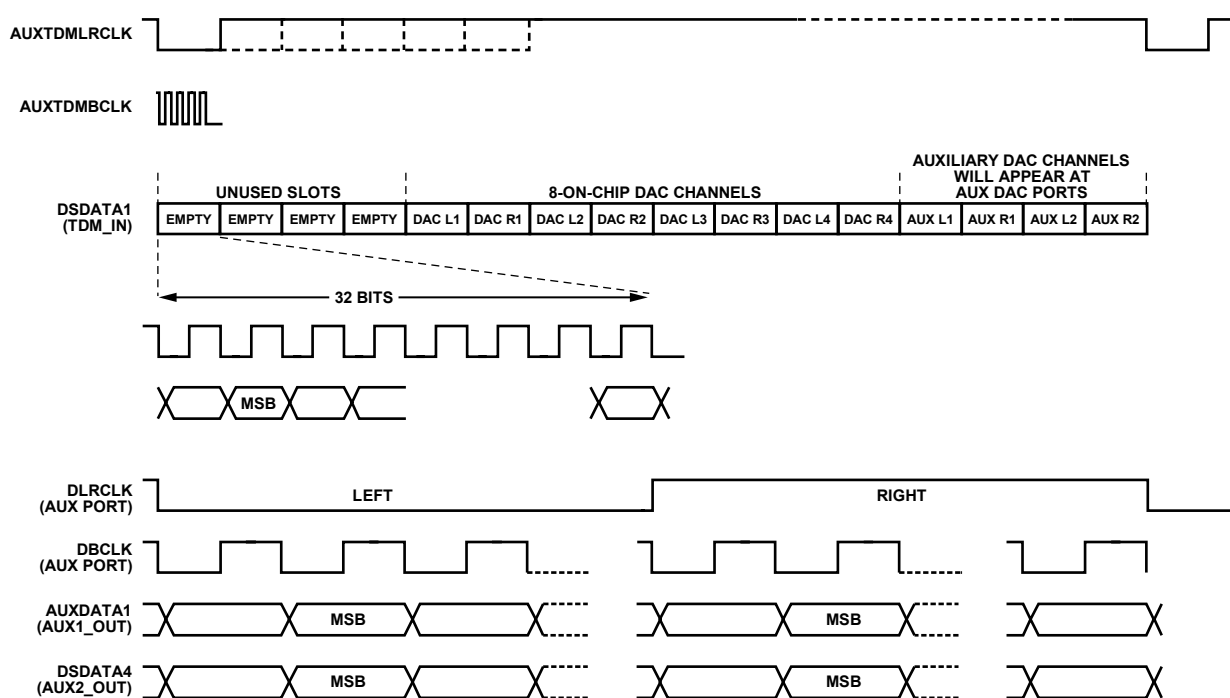 AUXTDMLRCLK
AUXTDMBCLK
AUXILIARY DAC CHANNELS
WILL APPEAR AT
AUX DAC PORTS
UNUSED SLOTS
8-ON-CHIP DAC CHANNELS
DSDATA1
(TDM_IN)
EMPTY EMPTY EMPTY EMPTY DAC L1 DAC R1 DAC L2 DAC R2 DAC L3 DAC R3 DAC L4 DAC R4 AUX L1 AUX R1 AUX L2 AUX R2
32 BITS
MSB
DLRCLK
(AUX PORT)
LEFT RIGHT
DBCLK
(AUX PORT)
AUXDATA1
(AUX1_OUT)
MSB MSB
DSDATA4
(AUX2_OUT)
MSB MSB